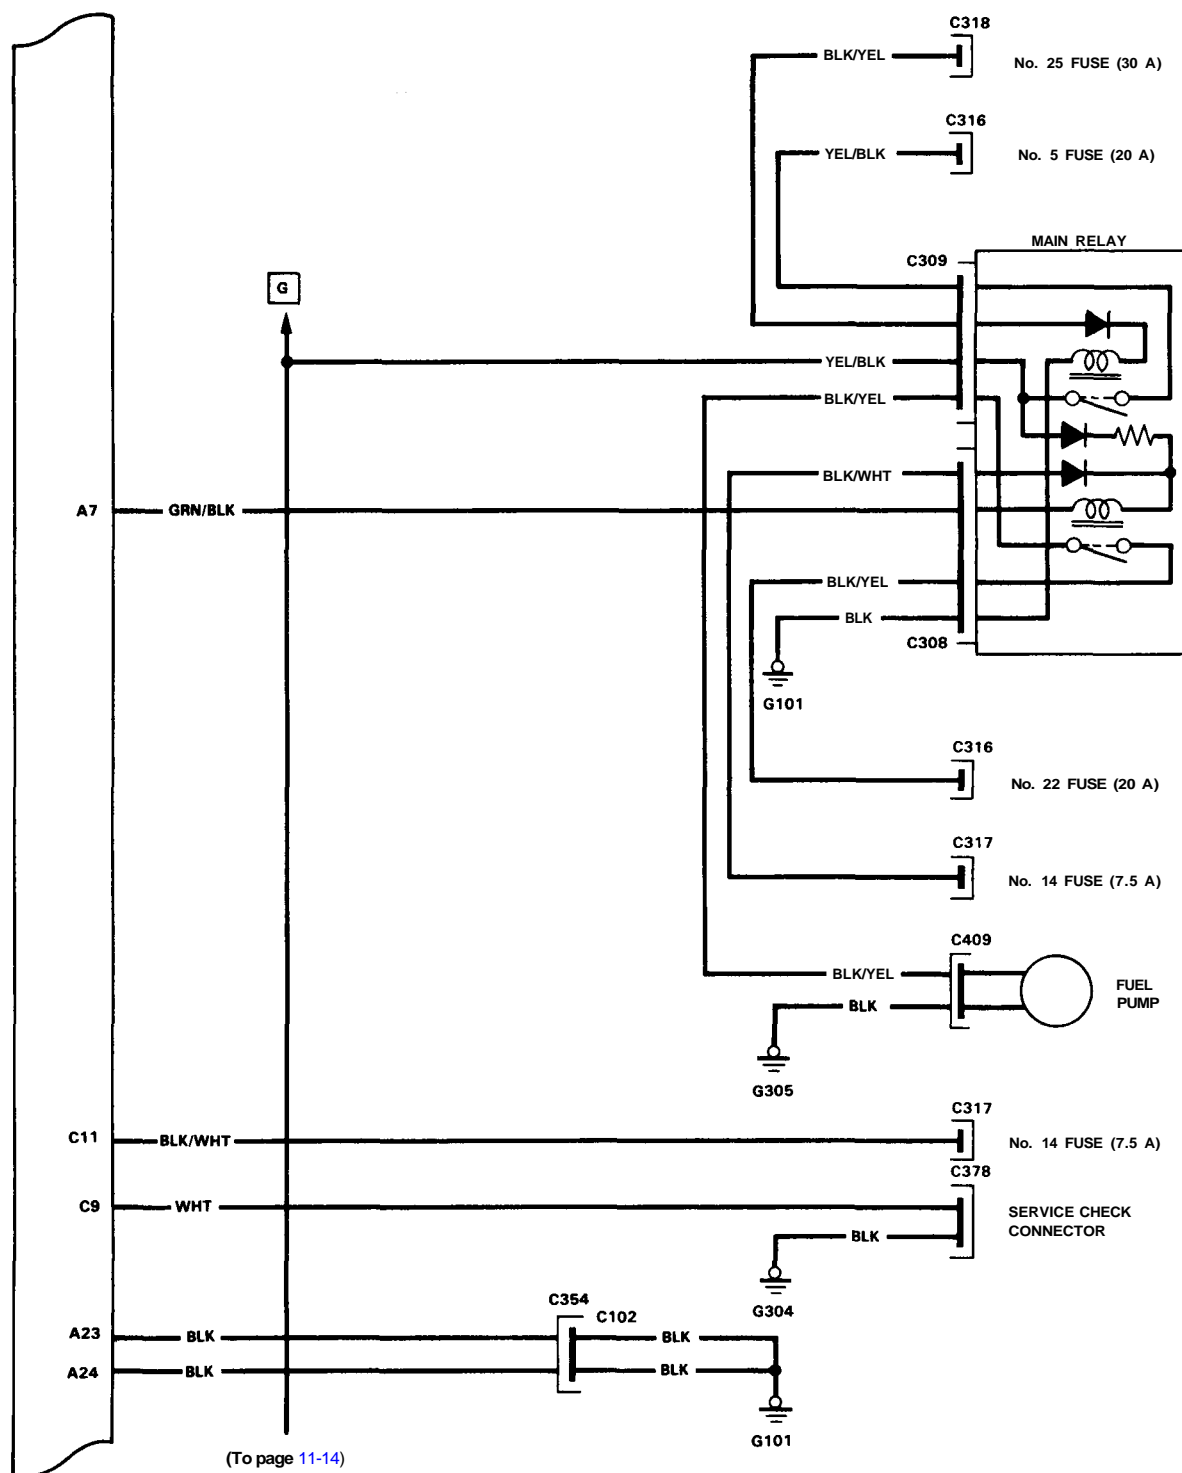 C318
BLK/YEL
No. 25 FUSE (30 A)
C316
YEL/BLK
No. 5 FUSE (20 A)
MAIN RELAY
C309
G
YEL/BLK
BLK/YEL
BLK/WHT
A7
GRN/BLK
BLK/YEL
BLK
C308
G101
C316
No. 22 FUSE (20 A)
C317
No. 14 FUSE (7.5 A)
C409
BLK/YEL
FUEL
PUMP
BLK
G305
C317
C11
BLK/WHT
No. 14 FUSE (7.5 A)
C378
C9
WHT
SERVICE CHECK
CONNECTOR
BLK
G304
C354
C102
A23
BLK
BLK
A24
BLK
BLK
G101
(To page 11-14)